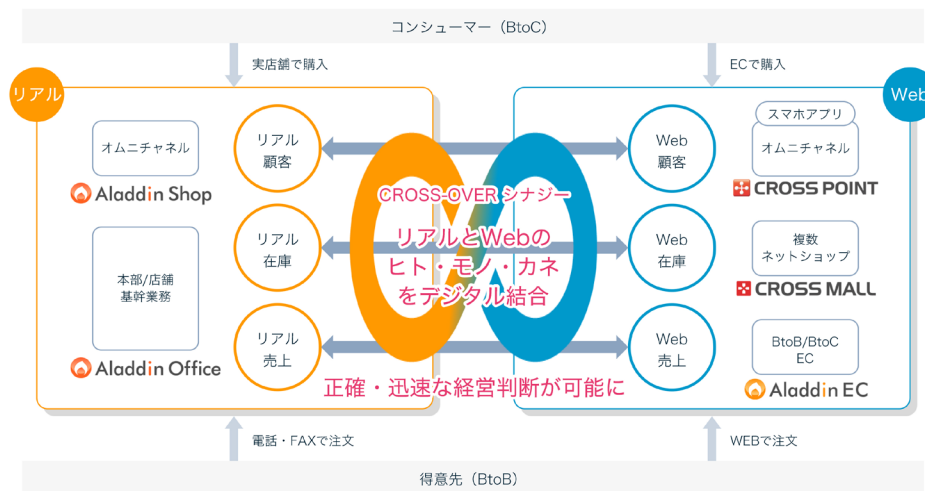 コンシューマー（BtoC）
実店舗で購入
ECで購入
リアル
Web
オムニチャネル
Aladdin Shop
本部/店舗
基幹業務
Aladdin Office
リアル
顧客
リアル
在庫
リアル
売上
CROSS-OVER シナジー
リアルとWebの
ヒト・モノ・カネ
をデジタル結合
正確・迅速な経営判断が可能に
Web
顧客
Web
在庫
Web
売上
スマホアプリ
オムニチャネル
CROSS POINT
複数
ネットショップ
CROSS MALL
BtoB/BtoC
EC
Aladdin EC
電話・FAXで注文
WEBで注文
得意先（BtoB）